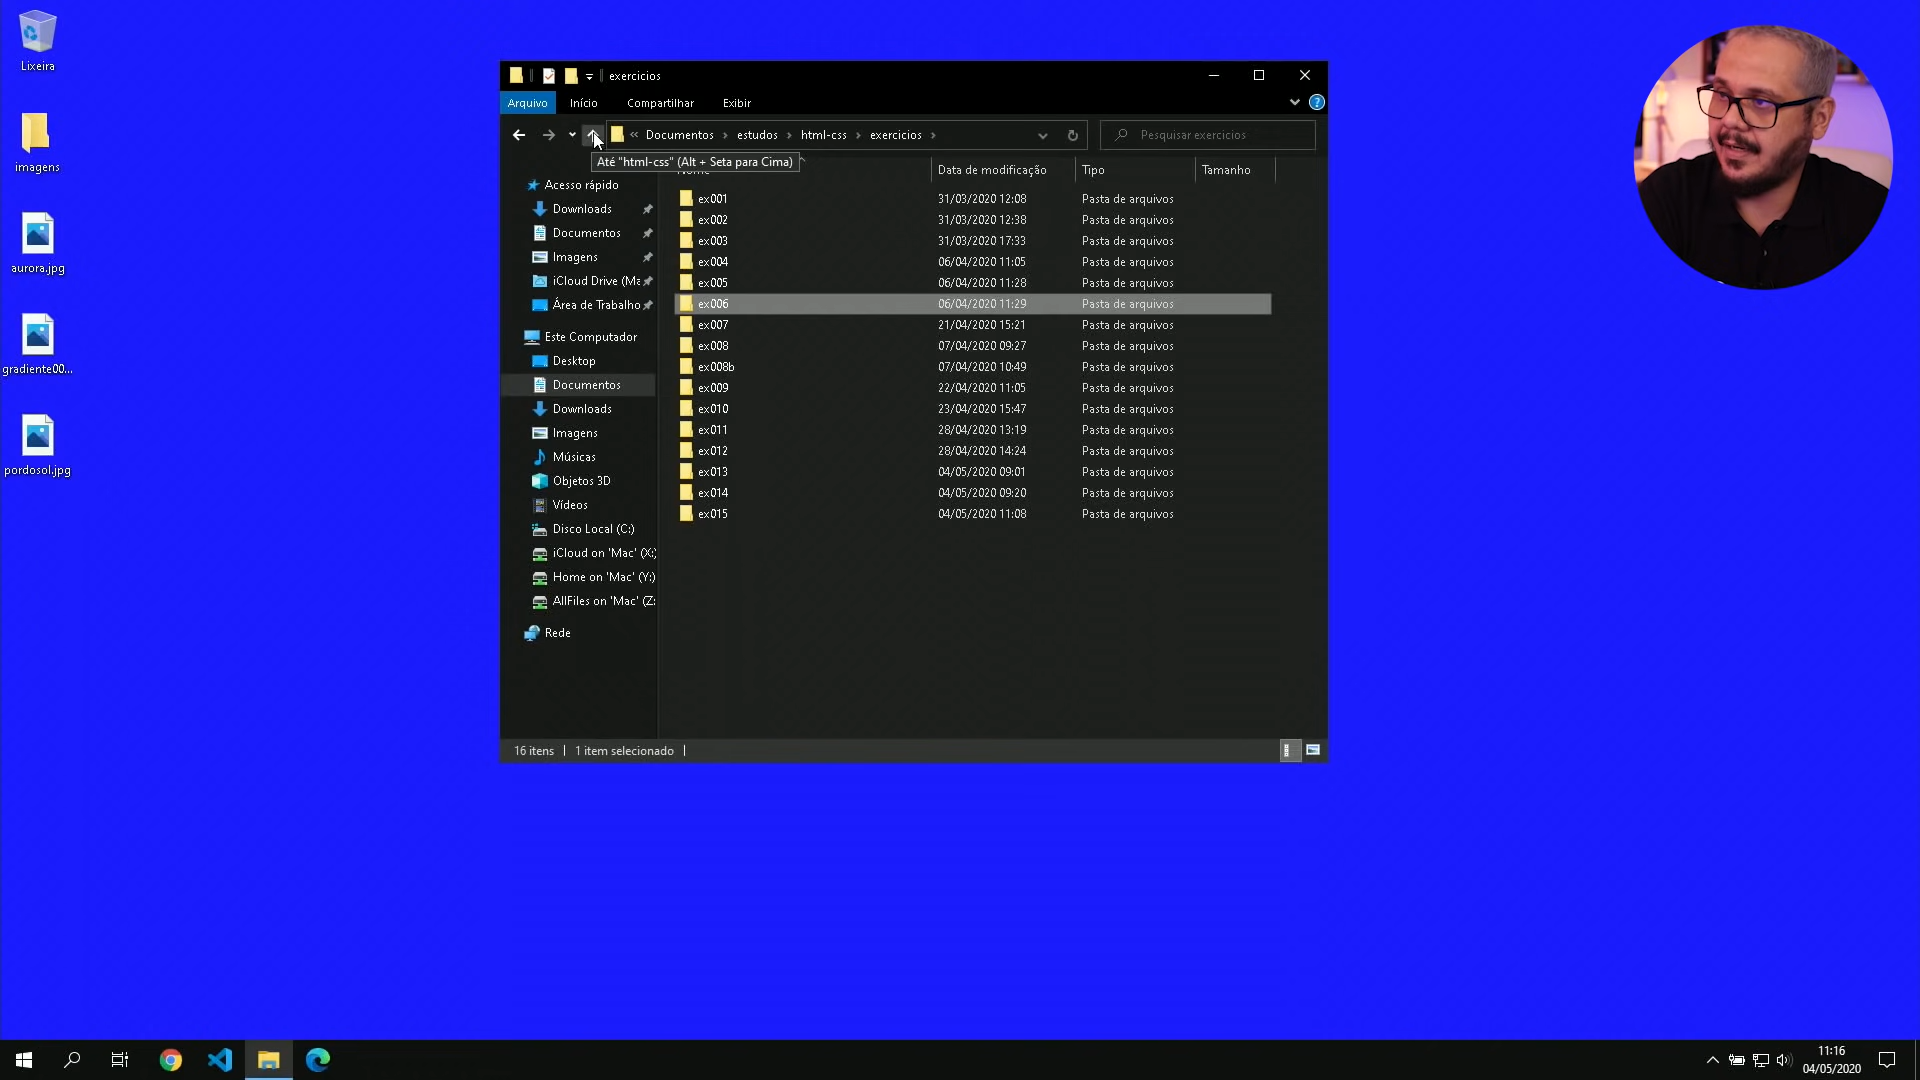 Lixeira
imagens
aurora.jpg
gradiente00...
pordosol.jpg
exercicios
Arquivo
Início
Compartilhar
Exibir
Documentos
estudos
html-css
exercicios
Pesquisar exercicios
Até "html-css" (Alt + Seta para Cima)
Data de modificação
Tipo
Tamanho
Acesso rápido
Downloads
Documentos
Imagens
iCloud Drive (Ma
Área de Trabalho
Este Computador
Desktop
Documentos
Downloads
Imagens
Músicas
Objetos 3D
Vídeos
Disco Local (C:)
iCloud on 'Mac' (X:)
Home on 'Mac' (Y:)
AllFiles on 'Mac' (Z:
Rede
ex001 31/03/2020 12:08 Pasta de arquivos
ex002 31/03/2020 12:38 Pasta de arquivos
ex003 31/03/2020 17:33 Pasta de arquivos
ex004 06/04/2020 11:05 Pasta de arquivos
ex005 06/04/2020 11:28 Pasta de arquivos
ex006 06/04/2020 11:29 Pasta de arquivos
ex007 21/04/2020 15:21 Pasta de arquivos
ex008 07/04/2020 09:27 Pasta de arquivos
ex008b 07/04/2020 10:49 Pasta de arquivos
ex009 22/04/2020 11:05 Pasta de arquivos
ex010 23/04/2020 15:47 Pasta de arquivos
ex011 28/04/2020 13:19 Pasta de arquivos
ex012 28/04/2020 14:24 Pasta de arquivos
ex013 04/05/2020 09:01 Pasta de arquivos
ex014 04/05/2020 09:20 Pasta de arquivos
ex015 04/05/2020 11:08 Pasta de arquivos
16 itens
1 item selecionado
11:16
04/05/2020